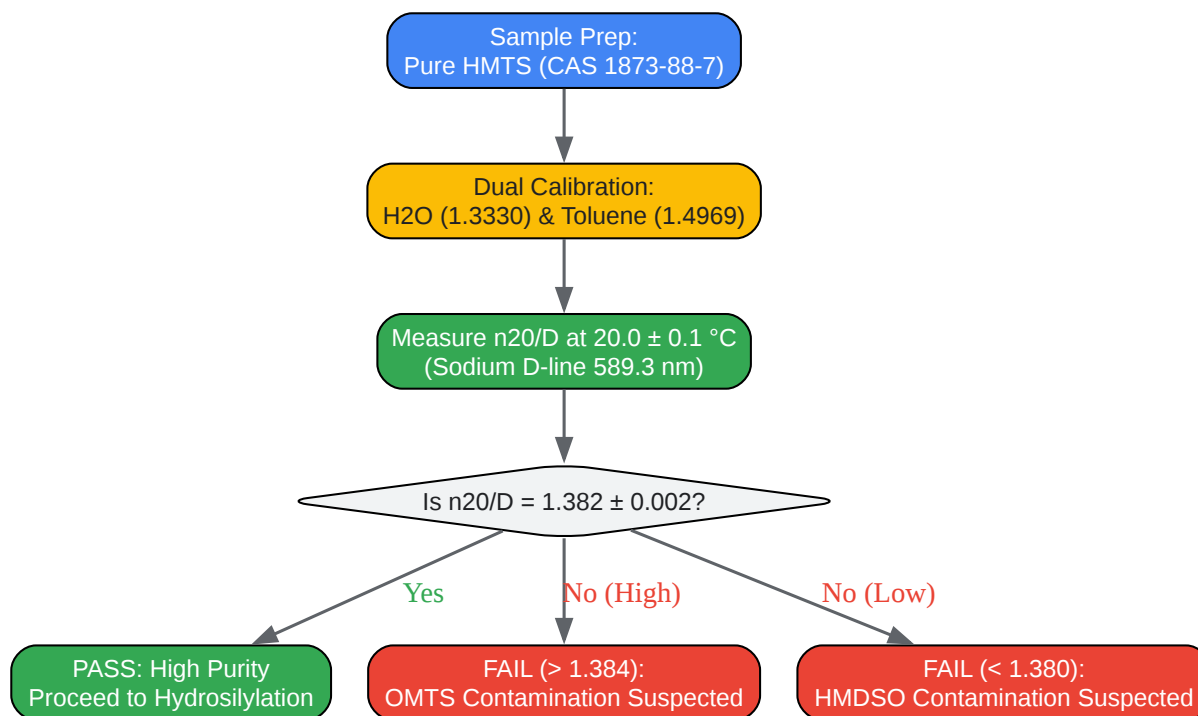 Sample Prep:
Pure HMTS (CAS 1873-88-7)
Dual Calibration:
H2O (1.3330) & Toluene (1.4969)
Measure n20/D at 20.0 ± 0.1 °C
(Sodium D-line 589.3 nm)
Is n20/D = 1.382 ± 0.002?
Yes
No (High)
No (Low)
PASS: High Purity
Proceed to Hydrosilylation
FAIL (> 1.384):
OMTS Contamination Suspected
FAIL (< 1.380):
HMDSO Contamination Suspected